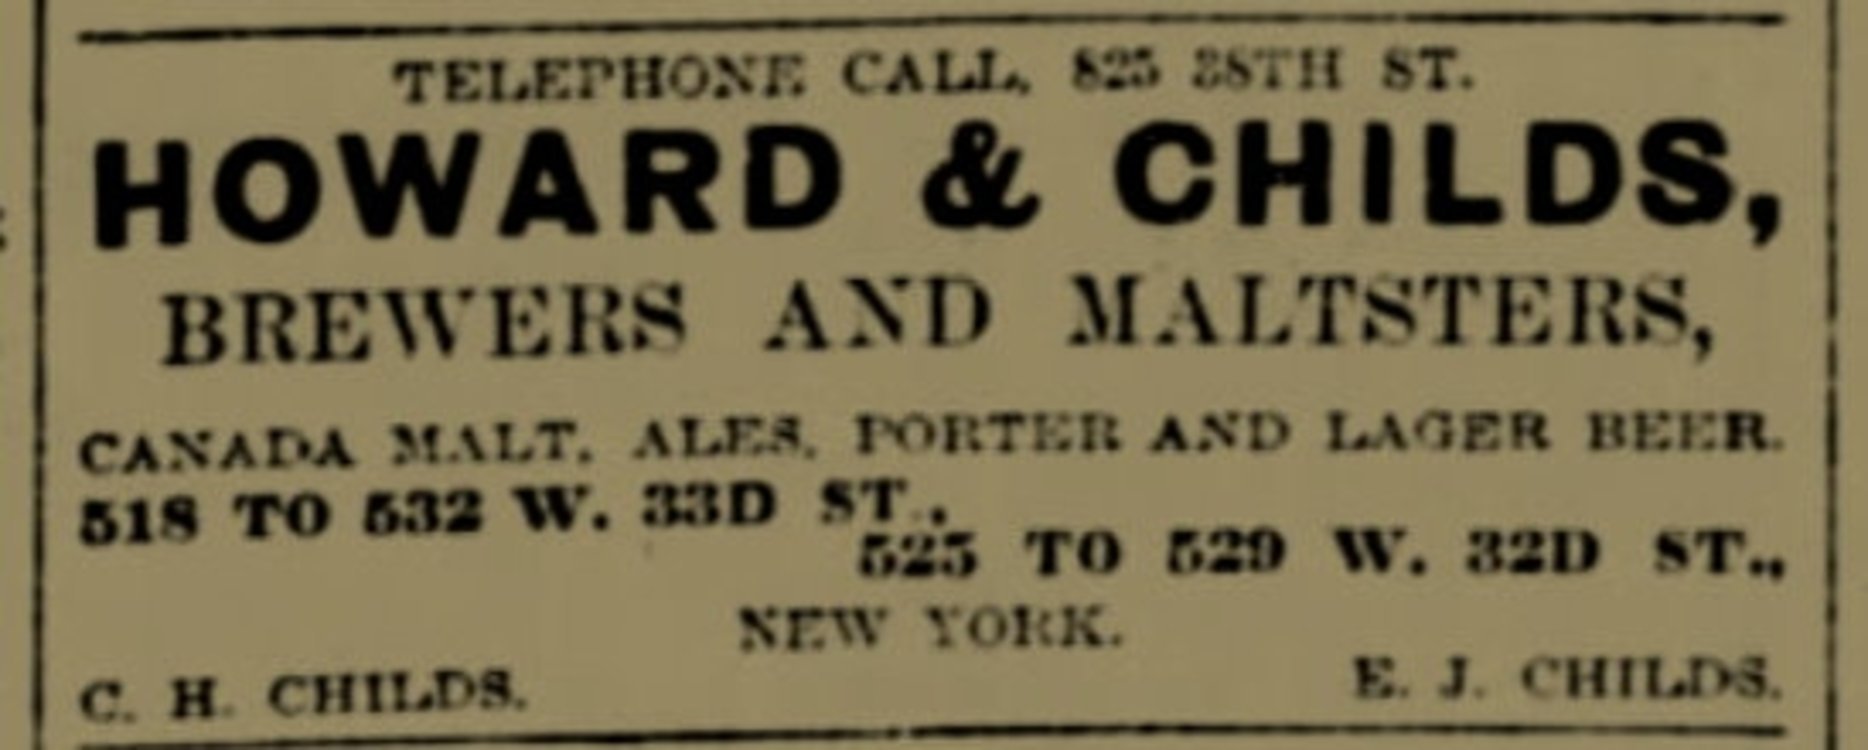 TELEPHONE CALL, 825 38TH ST.
HOWARD & CHILDS,
BREWERS AND MALTSTERS,
CANADA MALT. ALES, PORTER AND LAGER BEER.
518 TO 532 W. 33D ST.,
525 TO 529 W. 32D ST.,
NEW YORK.
C. H. CHILDS.
E. J. CHILDS.